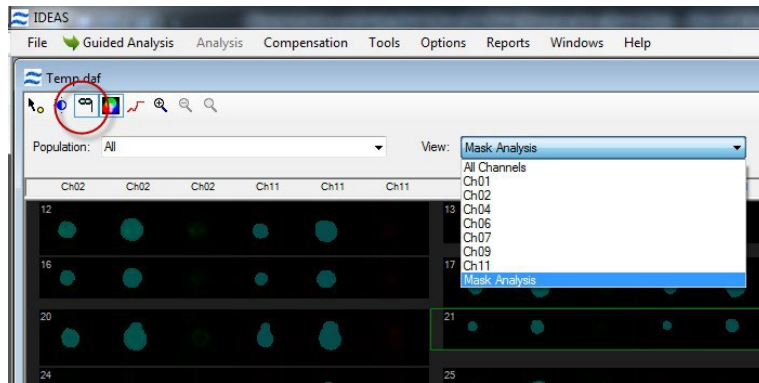 IDEAS
File Guided Analysis Analysis Compensation Tools Options Reports Windows Help
Temp.daf
Population: All View: Mask Analysis
All Channels
Ch01
Ch02
Ch04
Ch06
Ch07
Ch09
Ch11
Mask Analysis
Ch02 Ch02 Ch02 Ch11 Ch11 Ch11
12 13
16 17
20 21
24 25